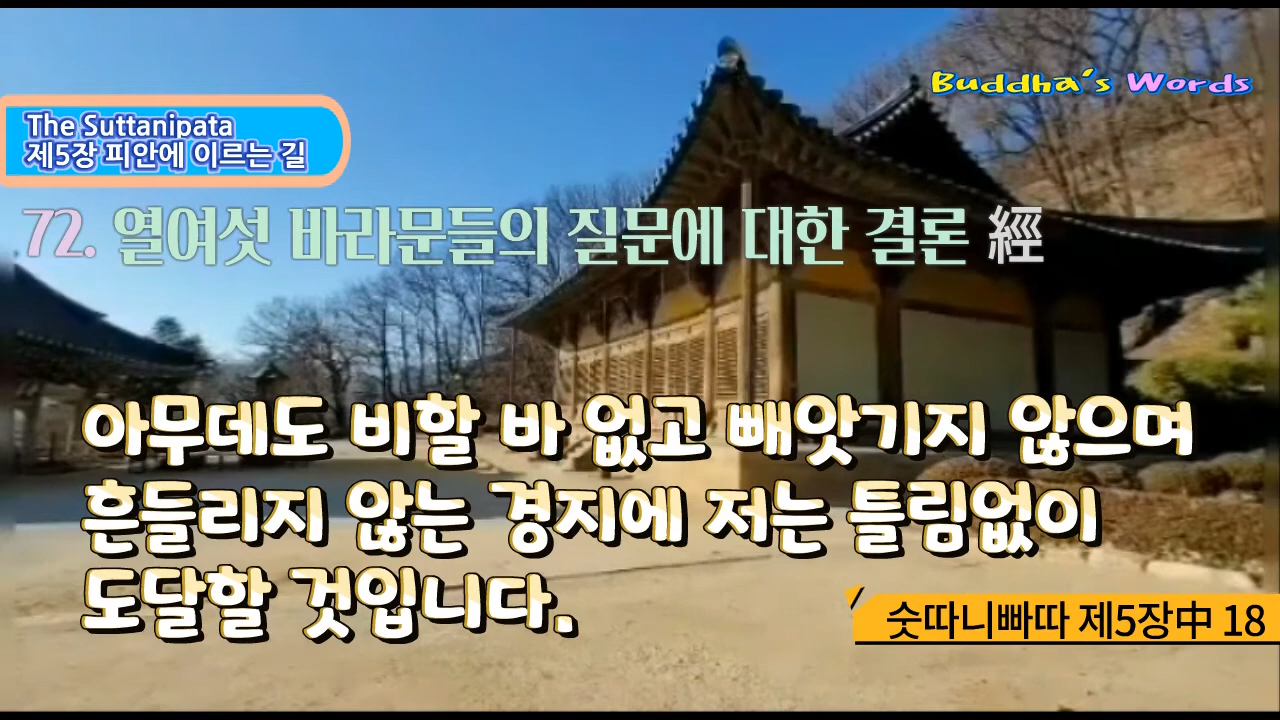 Buddha's Words
The Suttanipata
제5장 피안에 이르는 길
72. 열여섯 바라문들의 질문에 대한 결론 經
아무데도 비할 바 없고 빼앗기지 않으며
흔들리지 않는 경지에 저는 틀림없이
도달할 것입니다.
숫따니빠따 제5장中 18